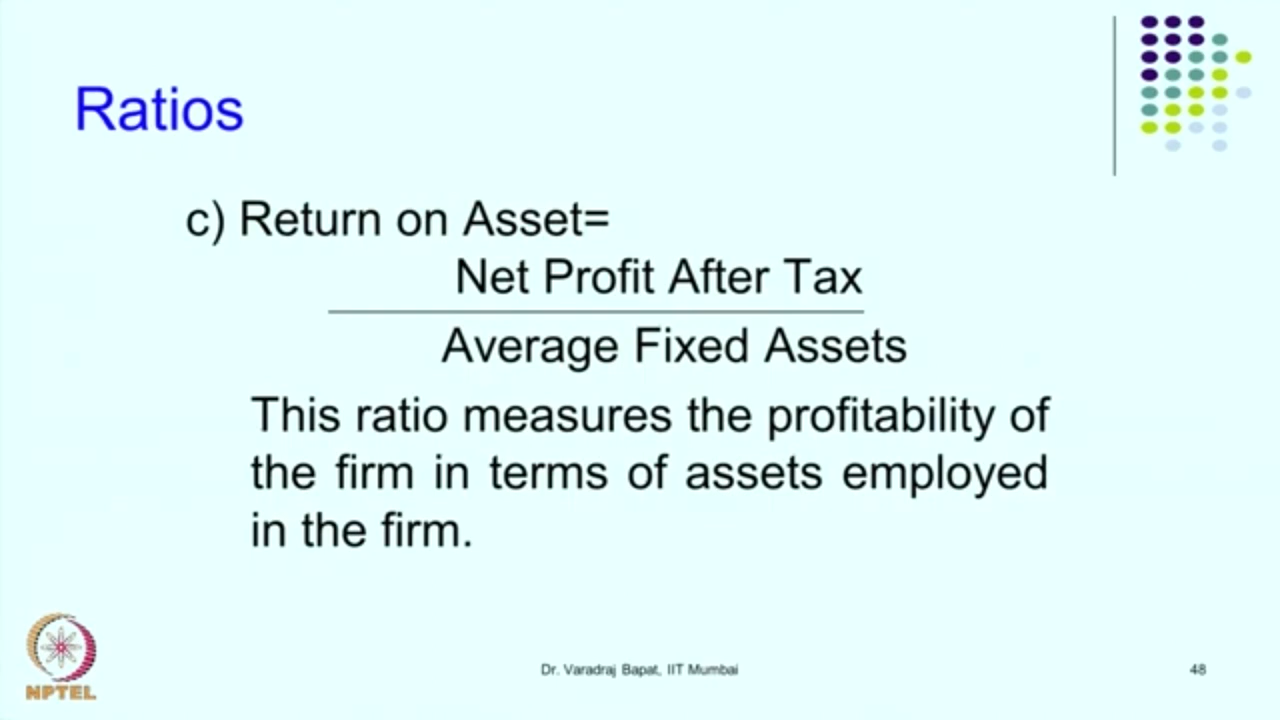 Ratios
c) Return on Asset=
Net Profit After Tax
Average Fixed Assets
This ratio measures the profitability of
the firm in terms of assets employed
in the firm.
NPTEL
Dr. Varadraj Bapat, IIT Mumbai
48